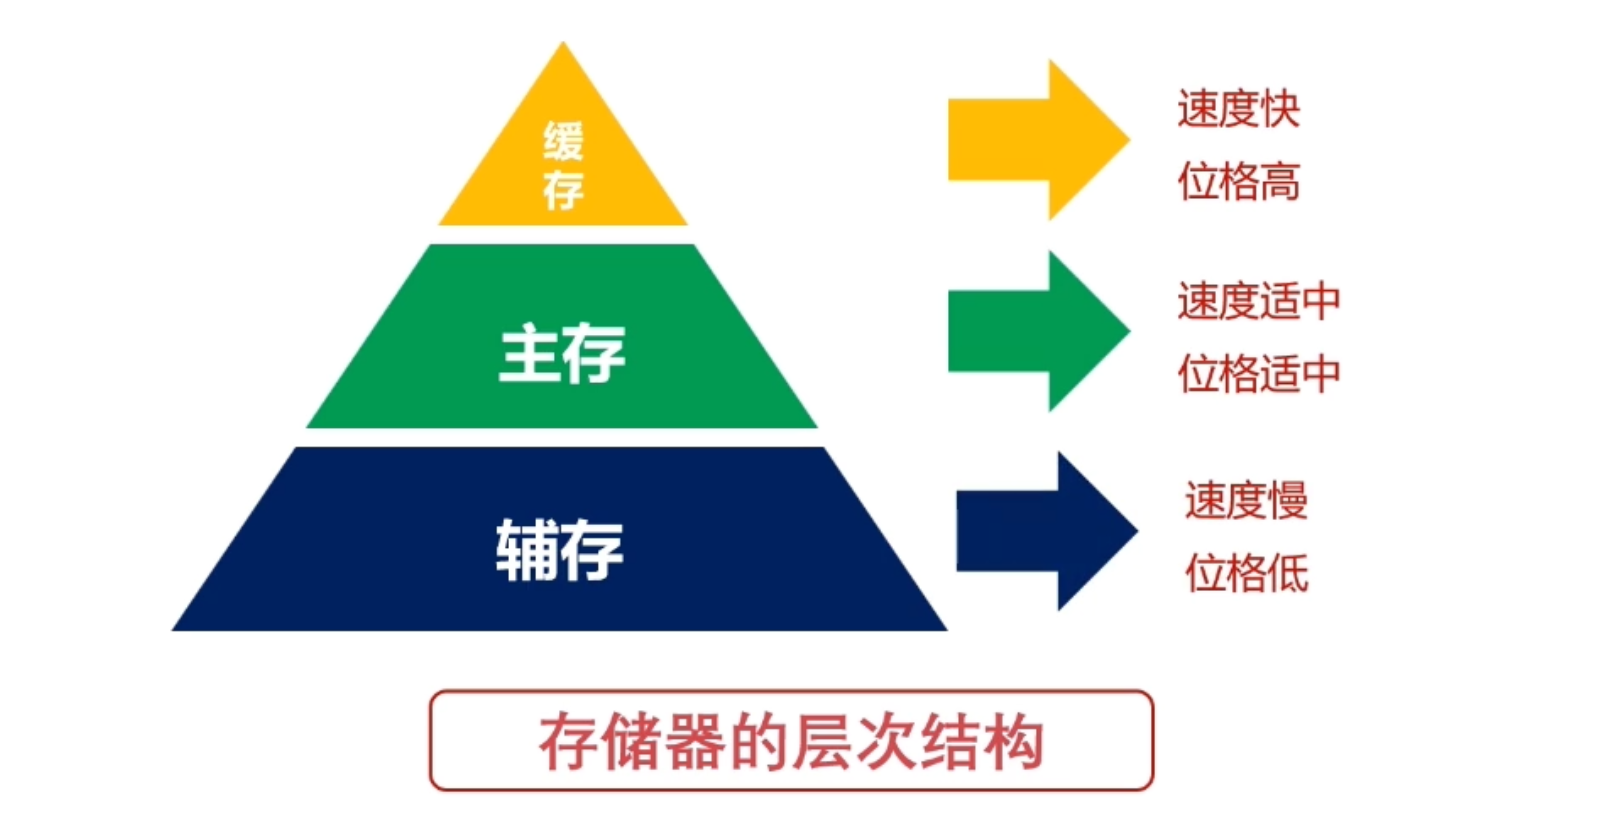 缓
存
速度快
位格高
主存
速度适中
位格适中
辅存
速度慢
位格低
存储器的层次结构